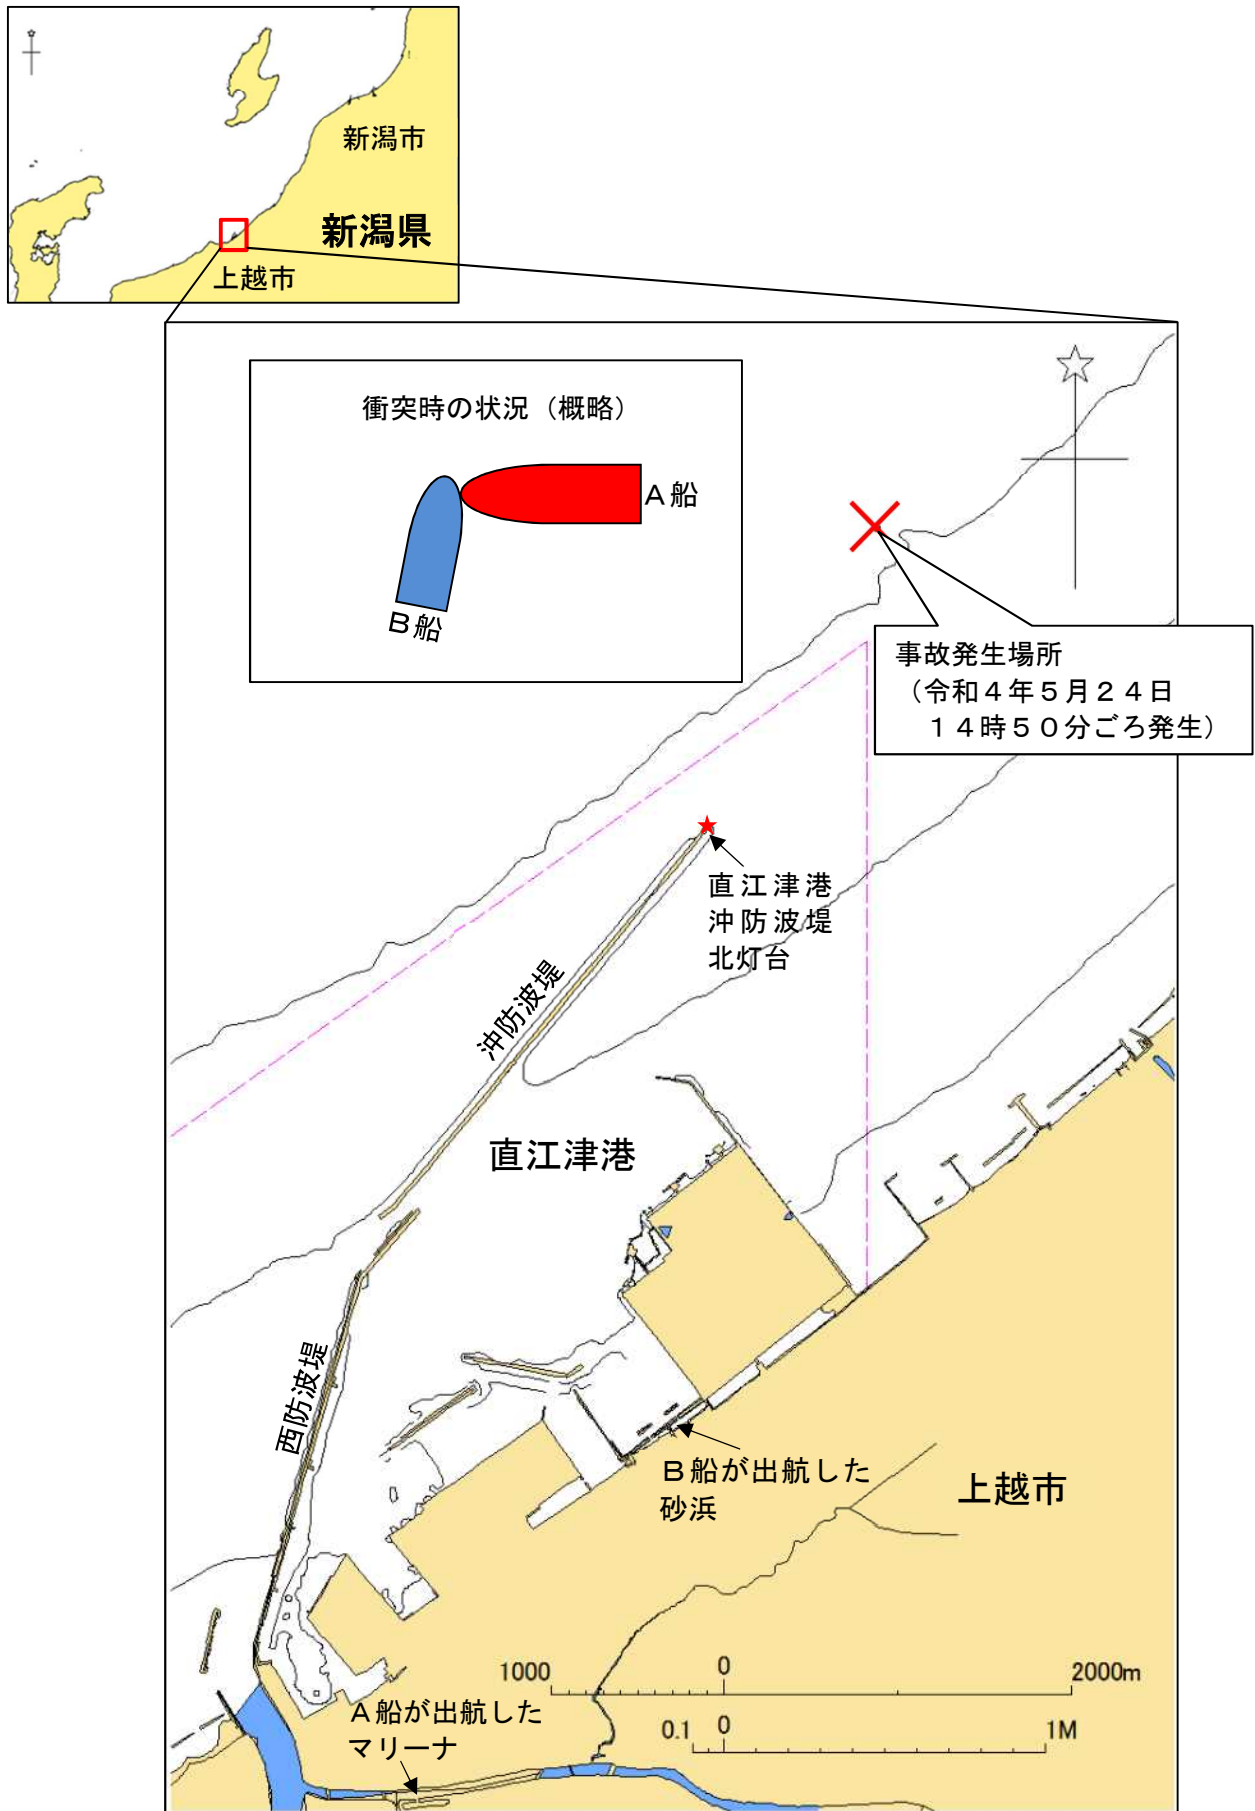 新潟市
新潟県
上越市
衝突時の状況（概略）
Ａ船
Ｂ船
事故発生場所
（令和４年５月２４日
１４時５０分ごろ発生）
直江津港
沖防波堤
北灯台
沖防波堤
直江津港
西防波堤
Ｂ船が出航した
砂浜
上越市
1000 0 2000m
0.1 0 1M
Ａ船が出航した
マリーナ